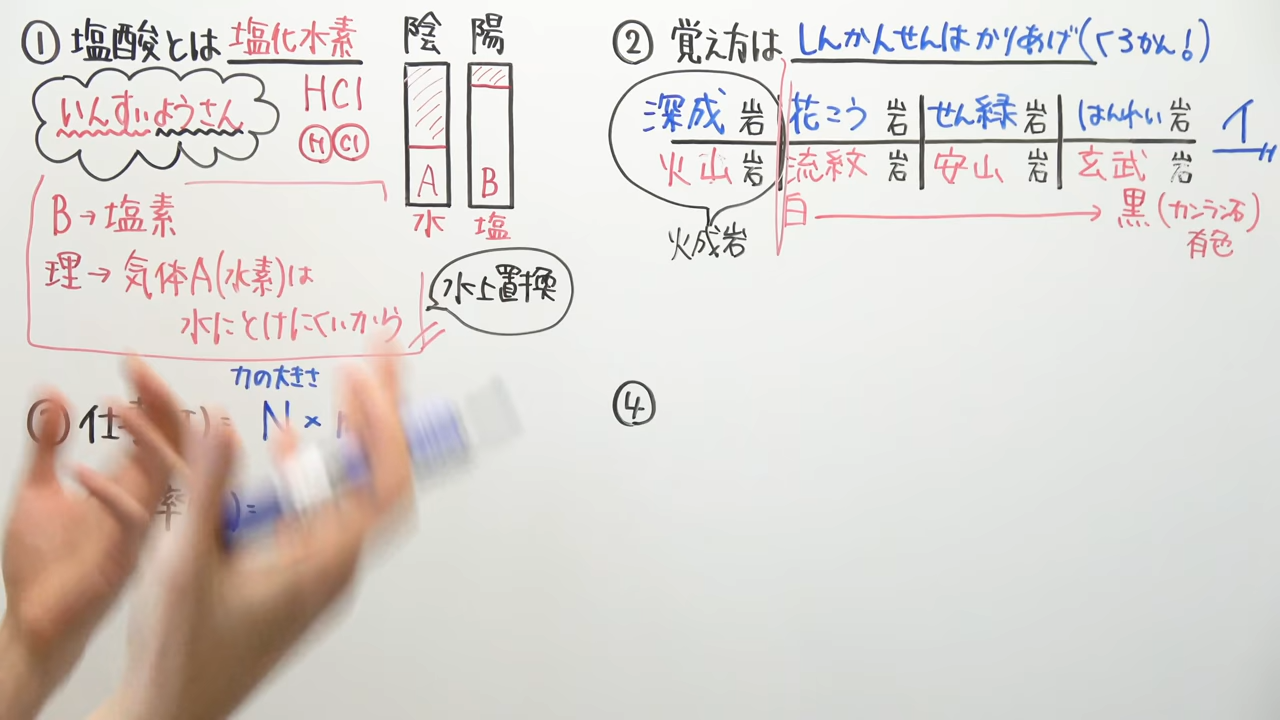 ① 塩酸とは 塩化水素
いんすいようさん
HCl
H Cl
陰 陽
A B
水 塩
B→塩素
理→気体A(水素)は
水にとけにくいから
水上置換
② 覚え方は しんかんせんはかりあげ(くろかん!)
深成岩 花こう岩 せん緑岩 はんれい岩 イ
火山岩 流紋岩 安山岩 玄武岩
白 → 黒(カンラン石)
有色
火成岩
力の大きさ
仕 = N×
率 )=
④